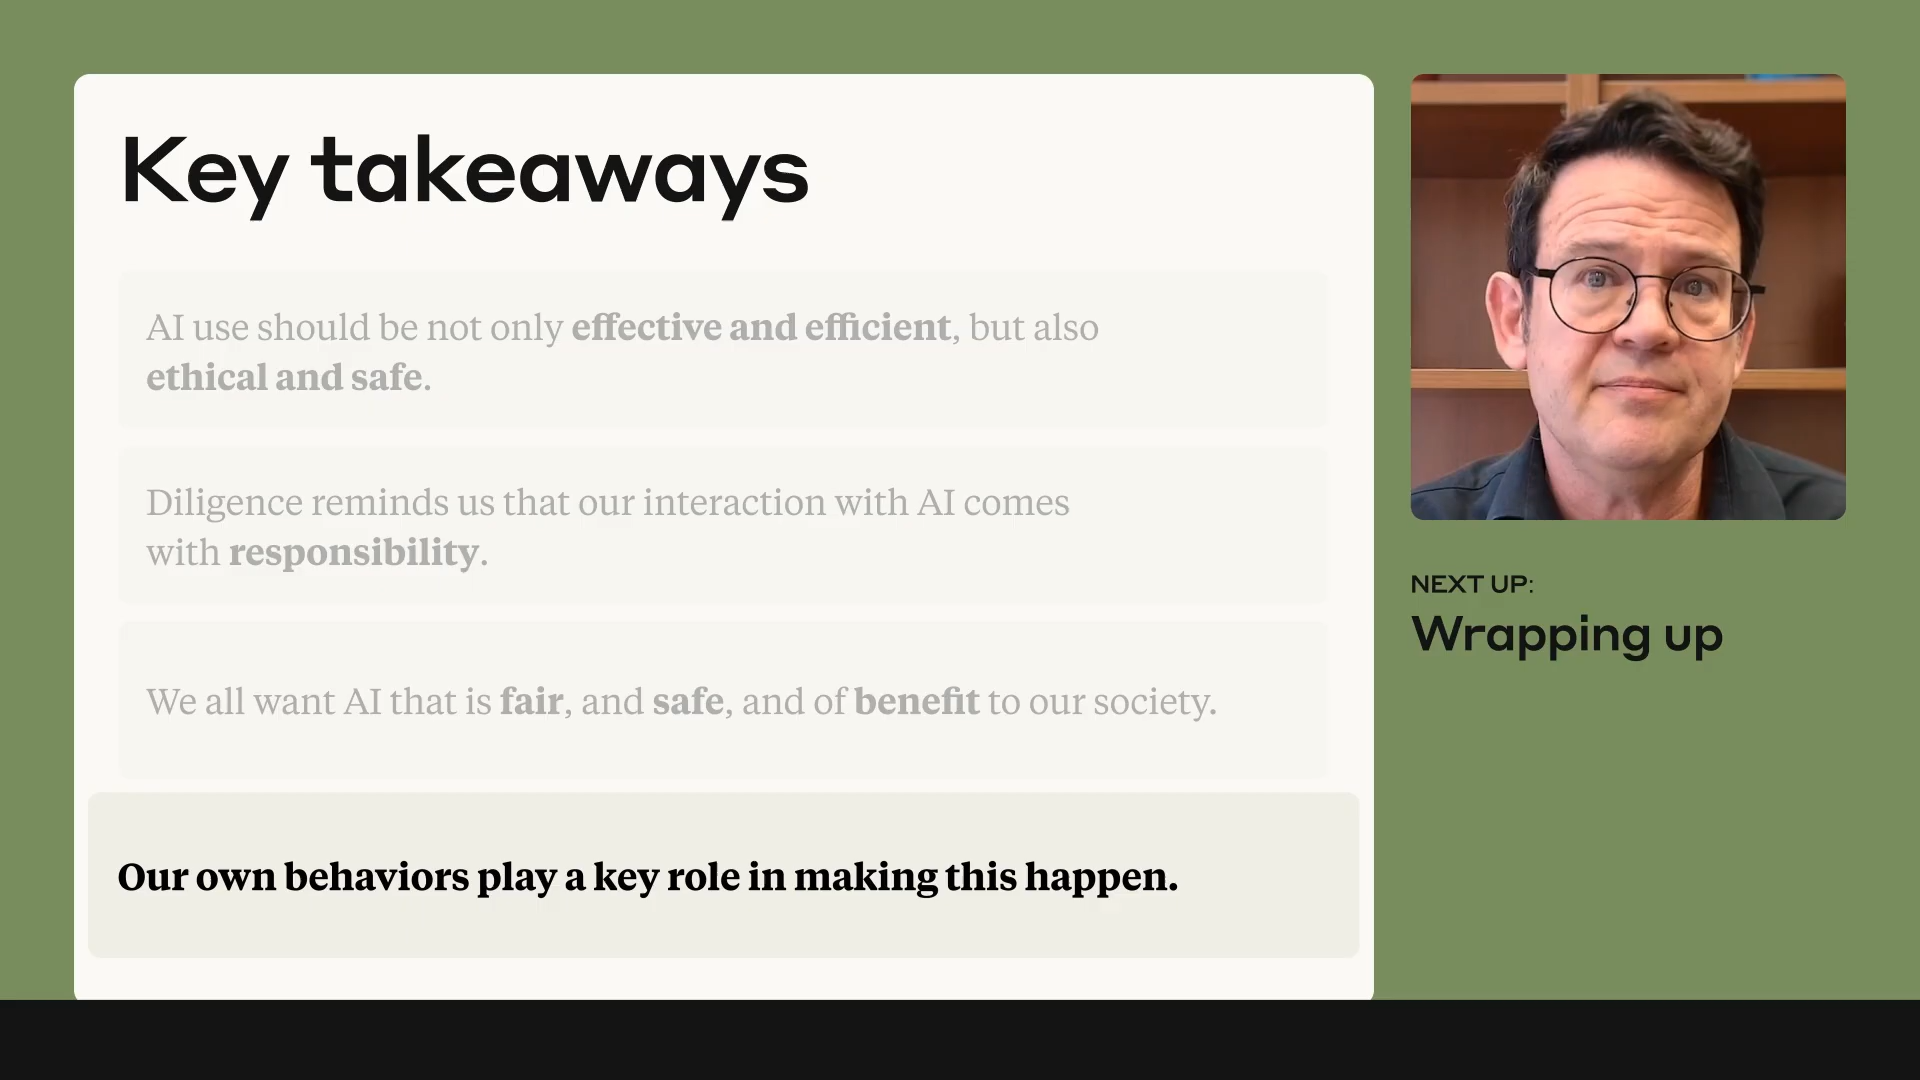 Key takeaways
AI use should be not only effective and efficient, but also
ethical and safe.
Diligence reminds us that our interaction with AI comes
with responsibility.
We all want AI that is fair, and safe, and of benefit to our society.
Our own behaviors play a key role in making this happen.
NEXT UP:
Wrapping up